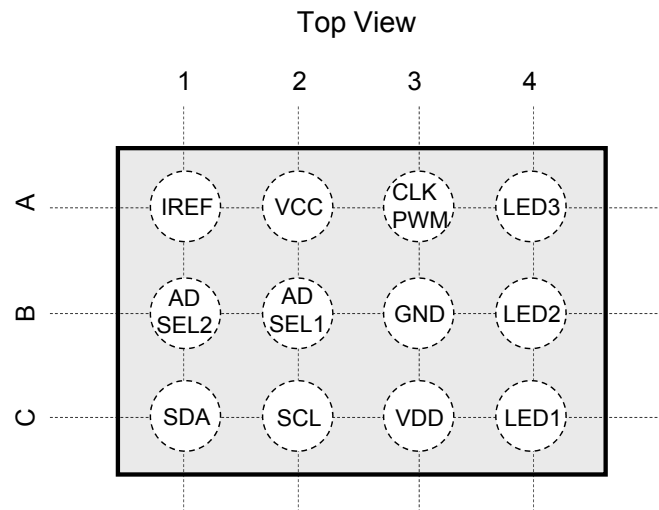 Top View
1 2 3 4
A IREF VCC CLK PWM LED3
B AD SEL2 AD SEL1 GND LED2
C SDA SCL VDD LED1